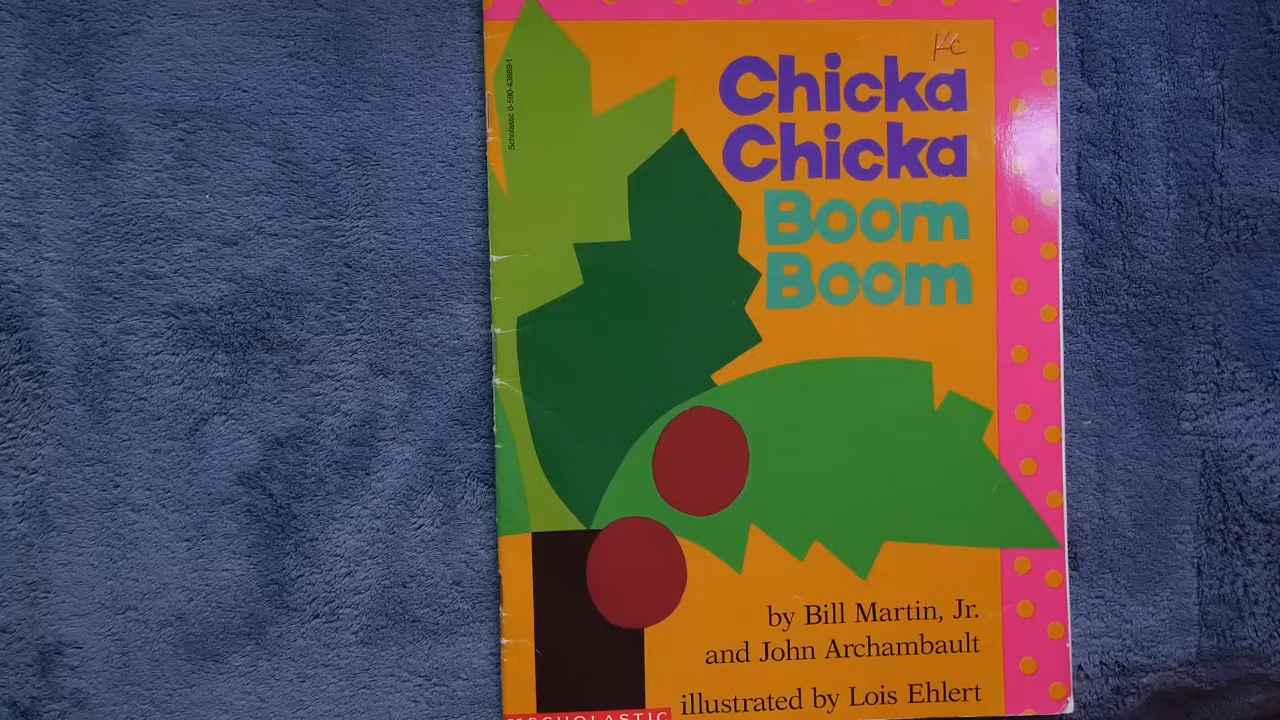 KC
Chicka
Chicka
Boom
Boom
Scholastic 0-590-43889-1
by Bill Martin, Jr.
and John Archambault
illustrated by Lois Ehlert
SCHOLASTIC